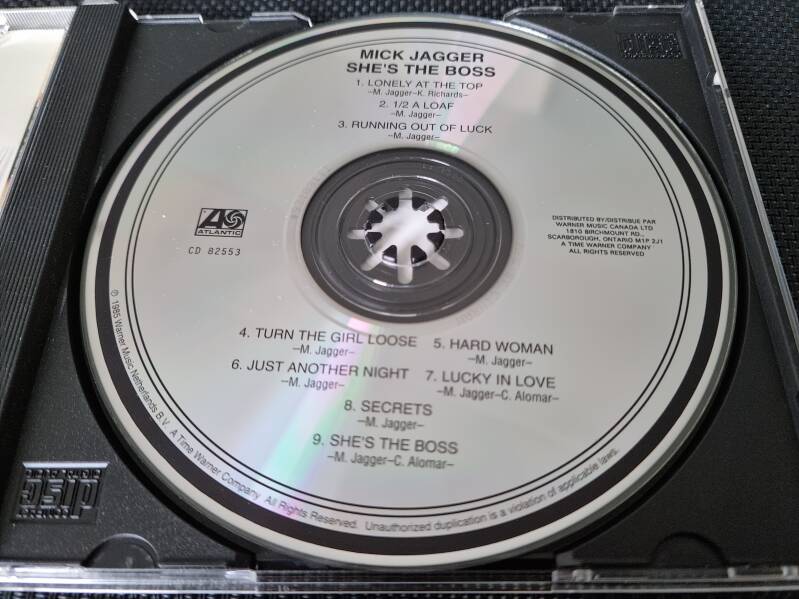 MICK JAGGER
SHE'S THE BOSS
1. LONELY AT THE TOP
–M. Jagger–K. Richards–
2. 1/2 A LOAF
–M. Jagger–
3. RUNNING OUT OF LUCK
–M. Jagger–
ATLANTIC
CD 82553
DISTRIBUTED BY/DISTRIBUE PAR
WARNER MUSIC CANADA LTD
1810 BIRCHMOUNT RD.,
SCARBOROUGH, ONTARIO M1P 2J1
A TIME WARNER COMPANY
ALL RIGHTS RESERVED
4. TURN THE GIRL LOOSE 5. HARD WOMAN
–M. Jagger– –M. Jagger–
6. JUST ANOTHER NIGHT 7. LUCKY IN LOVE
–M. Jagger– –M. Jagger–C. Alomar–
8. SECRETS
–M. Jagger–
9. SHE'S THE BOSS
–M. Jagger–C. Alomar–
℗ 1985 Warner Music Netherlands B.V. A Time Warner Company. All Rights Reserved. Unauthorized duplication is a violation of applicable laws.
disc